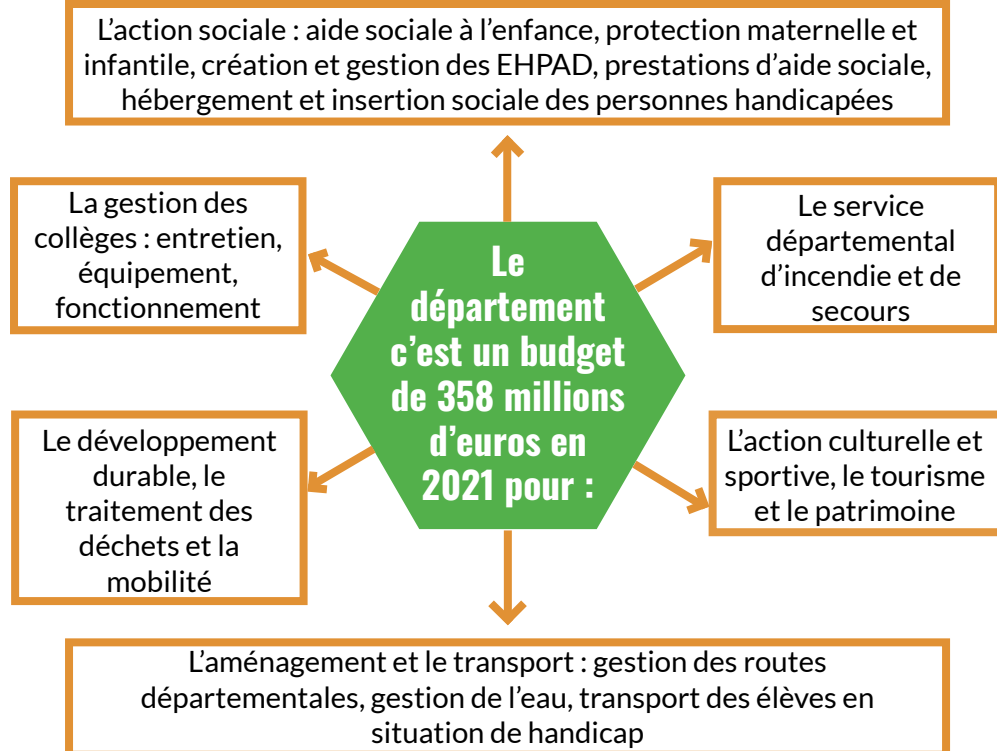 L’action sociale : aide sociale à l’enfance, protection maternelle et
infantile, création et gestion des EHPAD, prestations d’aide sociale,
hébergement et insertion sociale des personnes handicapées
La gestion des
collèges : entretien,
équipement,
fonctionnement
Le service
départemental
d’incendie et de
secours
Le
département
c’est un budget
de 358 millions
d’euros en
2021 pour :
Le développement
durable, le
traitement des
déchets et la
mobilité
L’action culturelle et
sportive, le tourisme
et le patrimoine
L’aménagement et le transport : gestion des routes
départementales, gestion de l’eau, transport des élèves en
situation de handicap